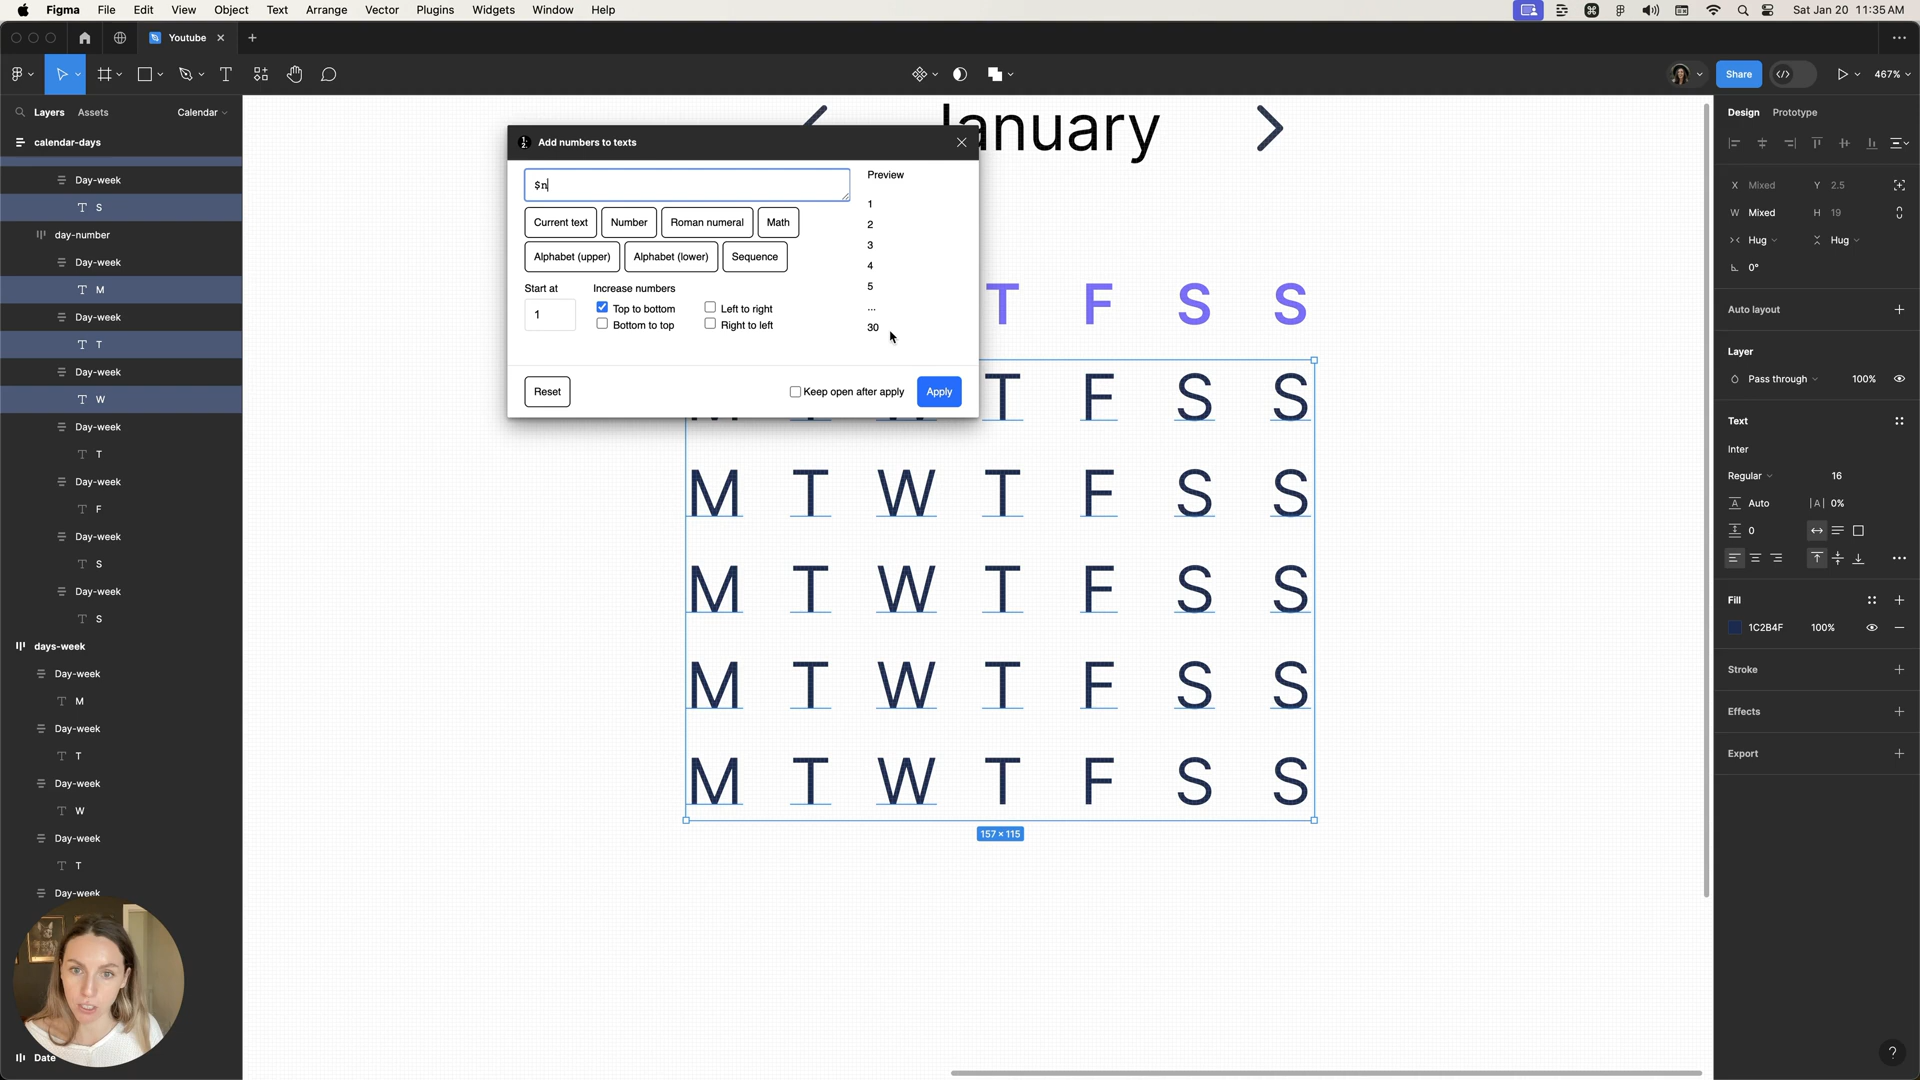 Figma File Edit View Object Text Arrange Vector Plugins Widgets Window Help Sat Jan 20 11:35 AM
Youtube
Share 467%
Layers Assets Calendar
calendar-days
Day-week
S
day-number
Day-week
M
Day-week
T
Day-week
W
Day-week
T
Day-week
F
Day-week
S
Day-week
S
days-week
Day-week
M
Day-week
T
Day-week
W
Day-week
T
Day-week
Date
January
Add numbers to texts
$n
Current text Number Roman numeral Math
Alphabet (upper) Alphabet (lower) Sequence
Start at Increase numbers
1
Top to bottom Left to right
Bottom to top Right to left
Preview
1
2
3
4
5
...
30
Reset Keep open after apply Apply
T F S S
T F S S
M T W T F S S
M T W T F S S
M T W T F S S
M T W T F S S
157 × 115
Design Prototype
X Mixed Y 2.5
W Mixed H 19
Hug Hug
0°
Auto layout
Layer
Pass through 100%
Text
Inter
Regular 16
Auto 0%
0
Fill
1C2B4F 100%
Stroke
Effects
Export
?